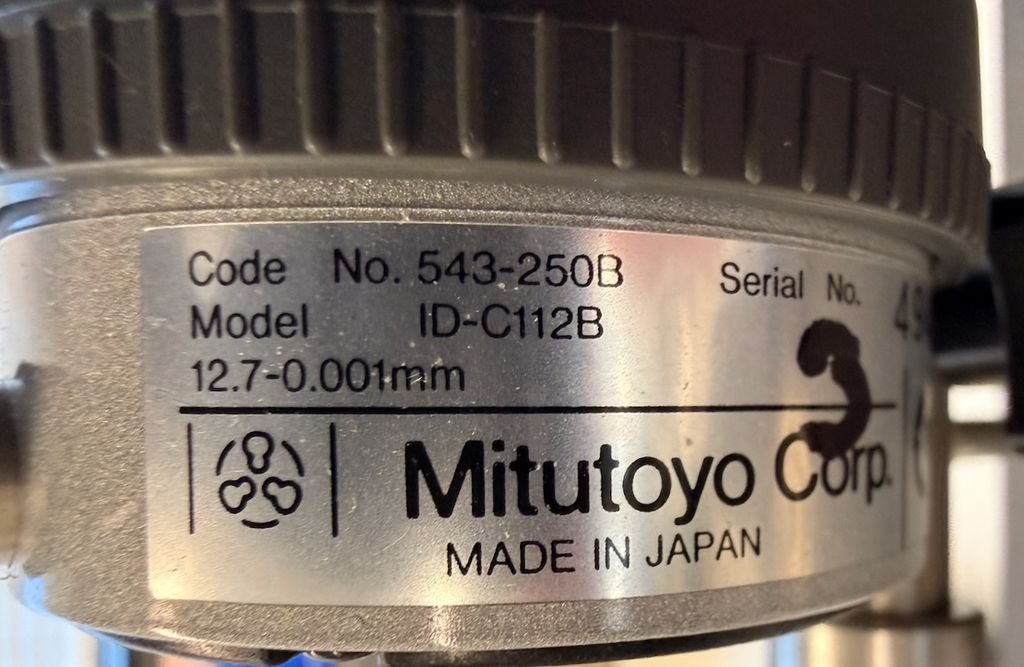 Code No. 543-250B
Serial No.
Model ID-C112B
12.7-0.001mm
Mitutoyo Corp.
MADE IN JAPAN